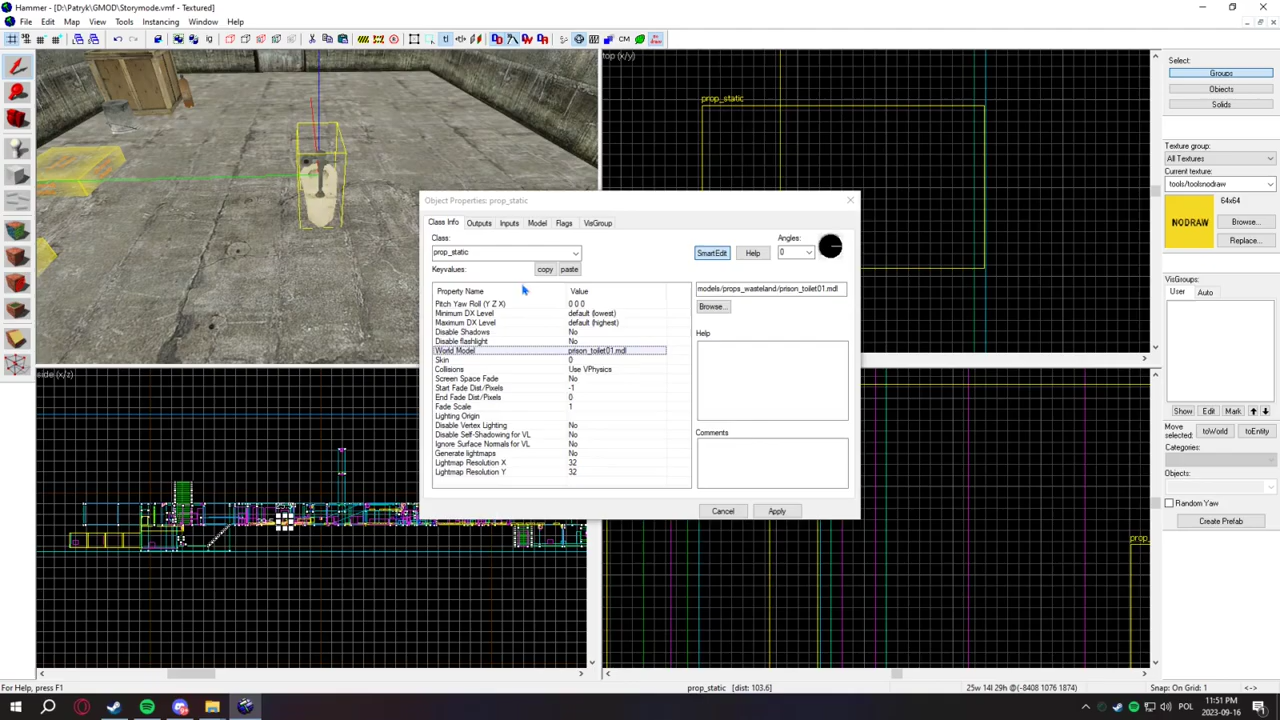 Hammer - [D:\Patryk\GMOD\Storymode.vmf - Textured]
File Edit Map View Tools Instancing Window Help
top (x/y)
prop_static
side (x/z)
prop_
Select:
Groups
Objects
Solids
Texture group:
All Textures
Current texture:
tools/toolsnodraw
64x64
NODRAW
Browse...
Replace...
VisGroups:
User Auto
Show Edit Mark
Move selected:
toWorld toEntity
Categories:
Objects:
Random Yaw
Create Prefab
Object Properties: prop_static
Class Info Outputs Inputs Model Flags VisGroup
Class:
prop_static
SmartEdit Help
Angles:
0
Keyvalues:
copy paste
Property Name Value
Pitch Yaw Roll (Y Z X) 0 0 0
Minimum DX Level default (lowest)
Maximum DX Level default (highest)
Disable Shadows No
Disable flashlight No
World Model prison_toilet01.mdl
Skin 0
Collisions Use VPhysics
Screen Space Fade No
Start Fade Dist/Pixels -1
End Fade Dist/Pixels 0
Fade Scale 1
Lighting Origin
Disable Vertex Lighting No
Disable Self-Shadowing for VL No
Ignore Surface Normals for VL No
Generate lightmaps No
Lightmap Resolution X 32
Lightmap Resolution Y 32
models/props_wasteland/prison_toilet01.mdl
Browse...
Help
Comments
Cancel Apply
For Help, press F1
prop_static [dist: 103.6]
25w 14l 29h @(-8408 1076 1874)
Snap: On Grid: 1 <->
POL
11:51 PM
2023-09-16